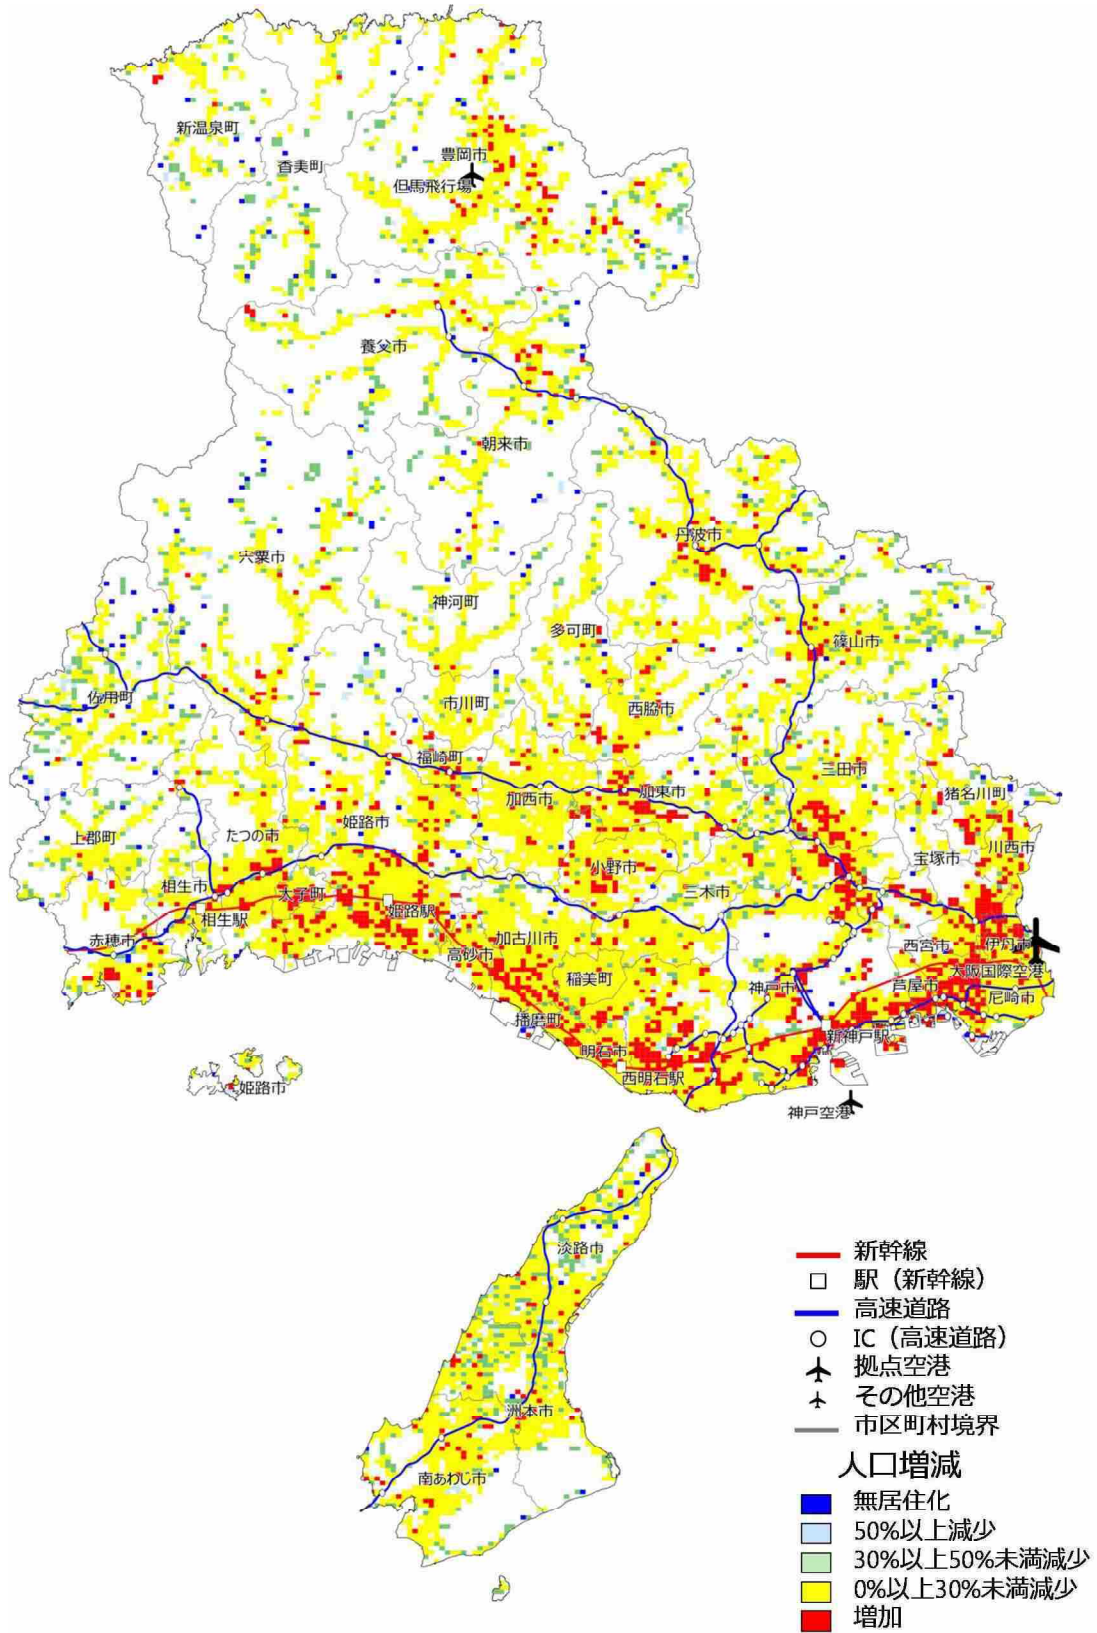 新温泉町
香美町
豊岡市
但馬飛行場
養父市
朝来市
丹波市
宍粟市
神河町
多可町
篠山市
佐用町
市川町
西脇市
福崎町
三田市
加西市
加東市
猪名川町
上郡町
たつの市
姫路市
小野市
宝塚市
川西市
相生市
太子町
三木市
相生駅
姫路駅
赤穂市
高砂市
加古川市
西宮市
伊丹市
稲美町
神戸市
芦屋市
大阪国際空港
尼崎市
播磨町
新神戸駅
明石市
西明石駅
姫路市
神戸空港
淡路市
洲本市
南あわじ市
新幹線
駅（新幹線）
高速道路
IC（高速道路）
拠点空港
その他空港
市区町村境界
人口増減
無居住化
50%以上減少
30%以上50%未満減少
0%以上30%未満減少
増加